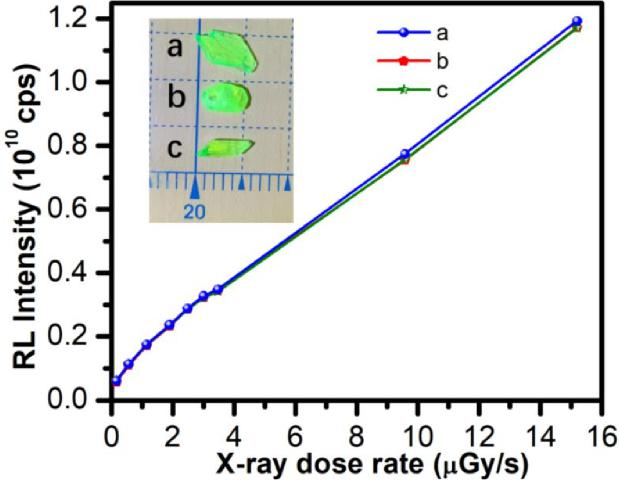 RL Intensity (10¹⁰ cps)
1.2
1.0
0.8
0.6
0.4
0.2
0.0
a
b
c
20
a
b
c
0 2 4 6 8 10 12 14 16
X-ray dose rate (μGy/s)